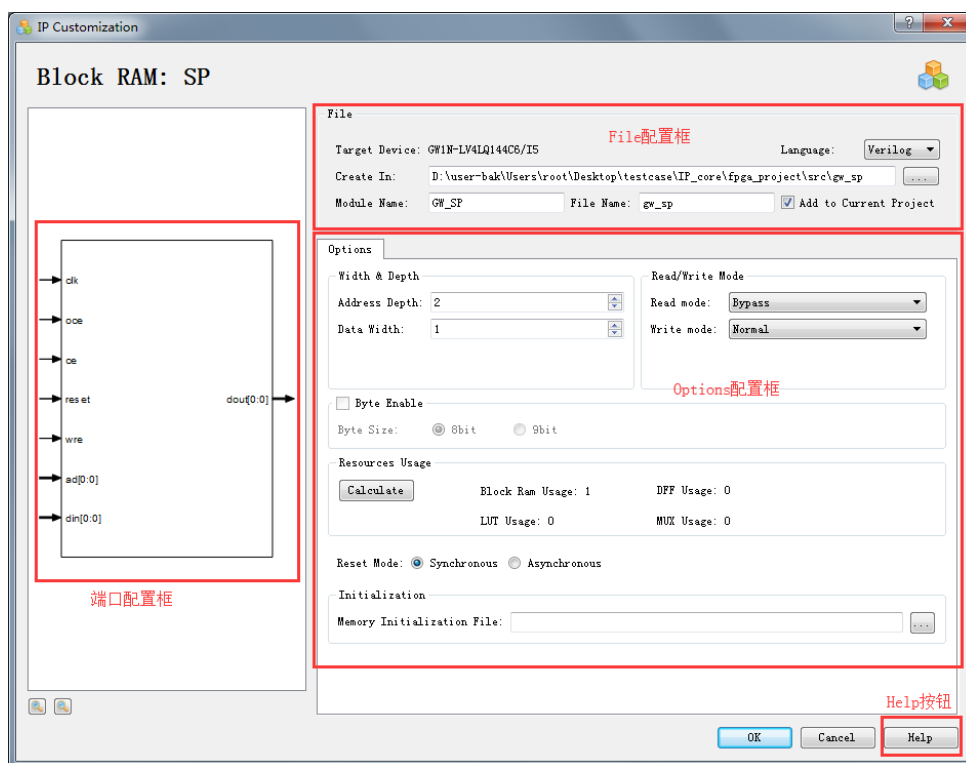 IP Customization
Block RAM: SP
File
File配置框
Target Device: GW1N-LV4LQ144C6/I5
Language: Verilog
Create In: D:\user-bak\Users\root\Desktop\testcase\IP_core\fpga_project\src\gw_sp ...
Module Name: GW_SP File Name: gw_sp Add to Current Project
Options
Width & Depth
Address Depth: 2
Data Width: 1
Read/Write Mode
Read mode: Bypass
Write mode: Normal
Options配置框
Byte Enable
Byte Size: 8bit 9bit
Resources Usage
Calculate Block Ram Usage: 1 DFF Usage: 0
LUT Usage: 0 MUX Usage: 0
Reset Mode: Synchronous Asynchronous
Initialization
Memory Initialization File: ...
clk
oce
ce
reset
dout[0:0]
wre
ad[0:0]
din[0:0]
端口配置框
Help按钮
OK Cancel Help